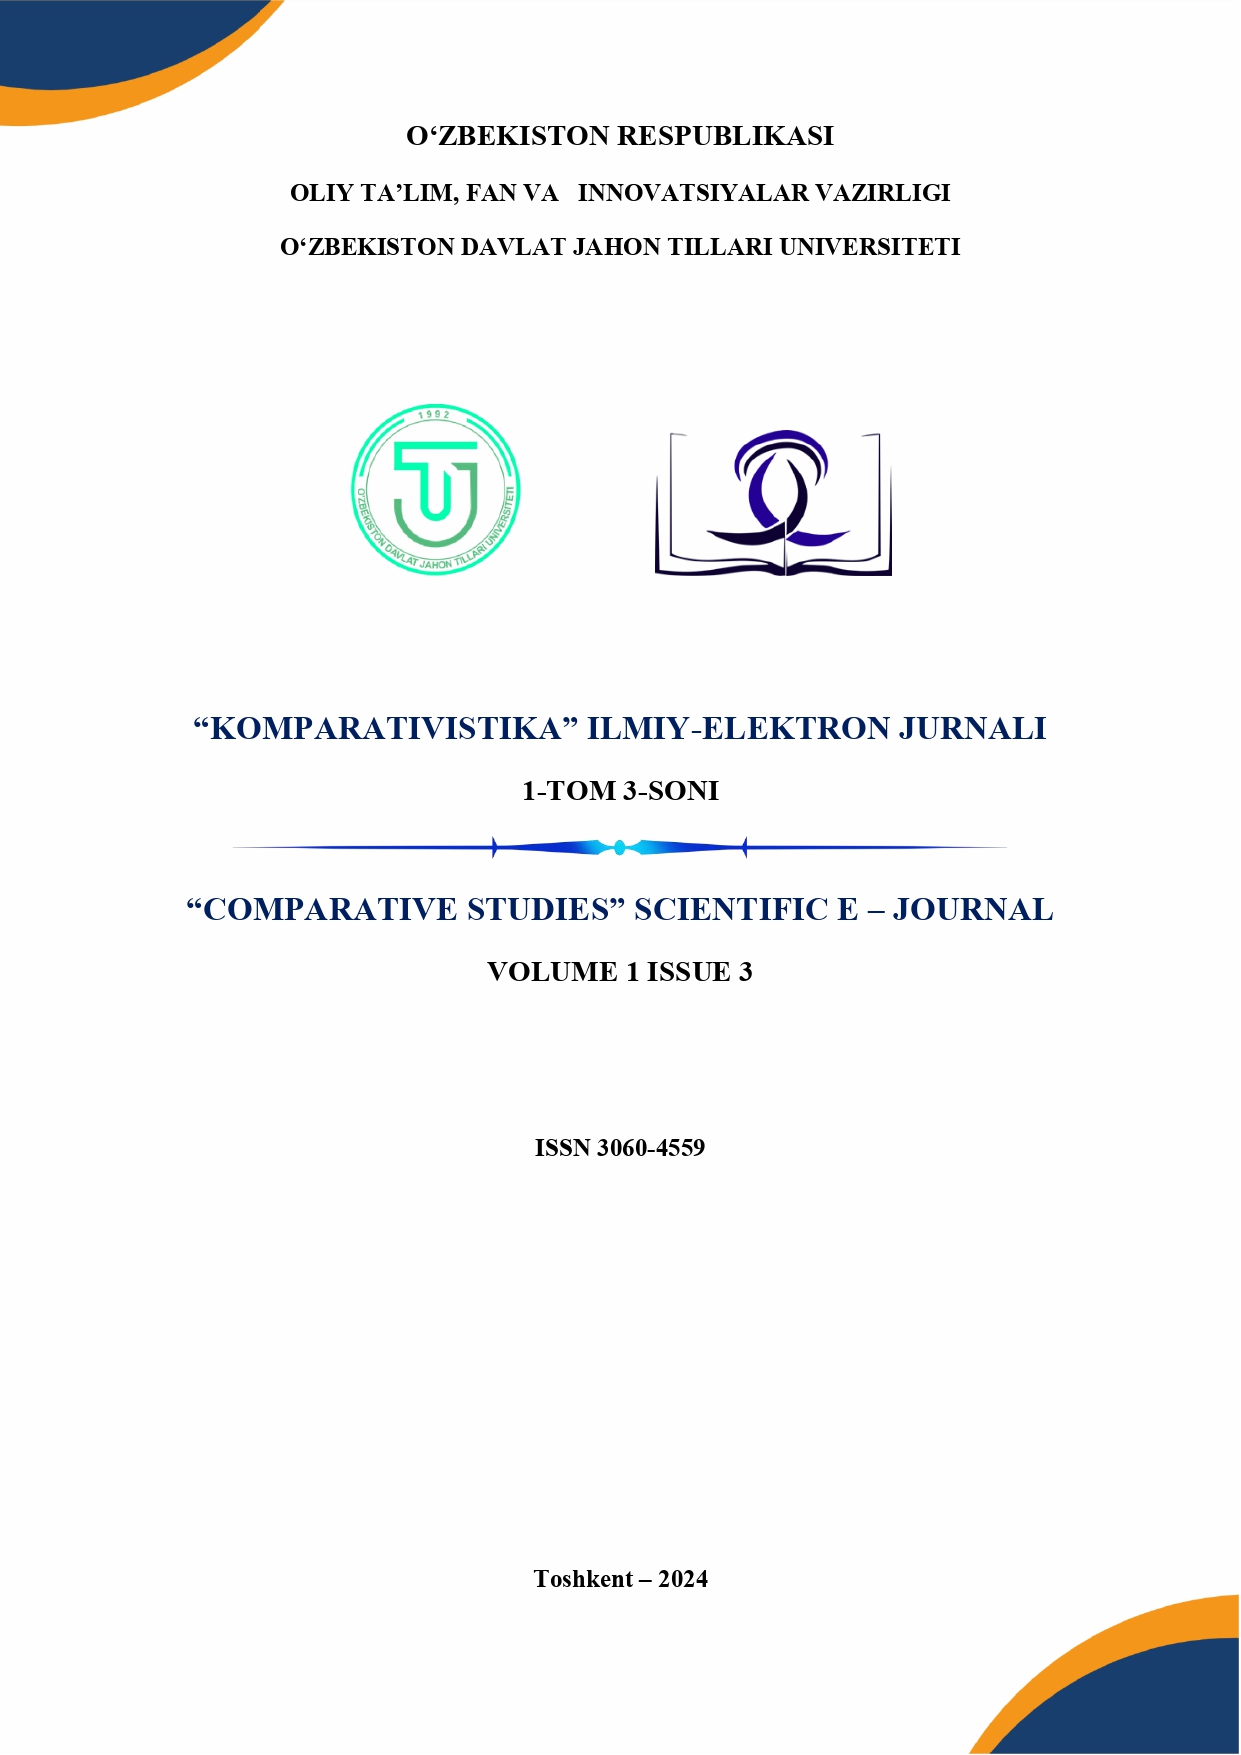 O‘ZBEKISTON RESPUBLIKASI
OLIY TA’LIM, FAN VA INNOVATSIYALAR VAZIRLIGI
O‘ZBEKISTON DAVLAT JAHON TILLARI UNIVERSITETI
1992
O'ZBEKISTON DAVLAT JAHON TILLARI UNIVERSITETI
“KOMPARATIVISTIKA” ILMIY-ELEKTRON JURNALI
1-TOM 3-SONI
“COMPARATIVE STUDIES” SCIENTIFIC E – JOURNAL
VOLUME 1 ISSUE 3
ISSN 3060-4559
Toshkent – 2024